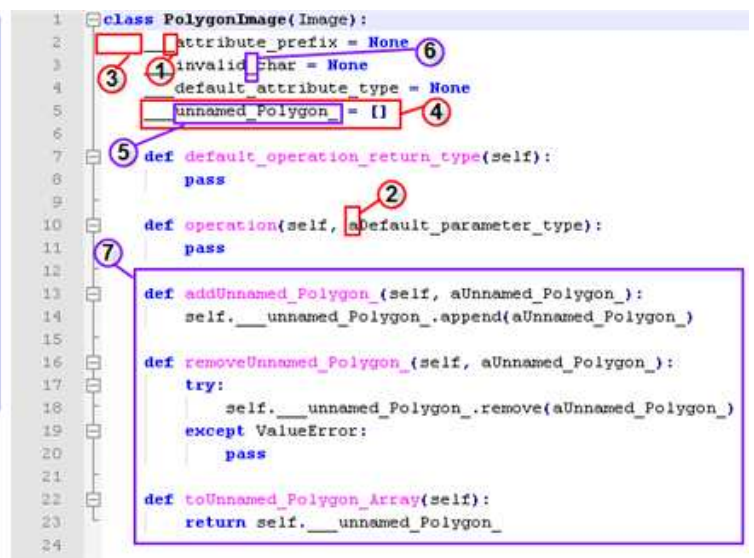 1 class PolygonImage(Image):
2 ___attribute_prefix = None
3 ___invalid_char = None
4 ___default_attribute_type = None
5 ___unnamed_Polygon_ = []
6
7 def default_operation_return_type(self):
8 pass
9
10 def operation(self, aDefault_parameter_type):
11 pass
12
13 def addUnnamed_Polygon_(self, aUnnamed_Polygon_):
14 self.___unnamed_Polygon_.append(aUnnamed_Polygon_)
15
16 def removeUnnamed_Polygon_(self, aUnnamed_Polygon_):
17 try:
18 self.___unnamed_Polygon_.remove(aUnnamed_Polygon_)
19 except ValueError:
20 pass
21
22 def toUnnamed_Polygon_Array(self):
23 return self.___unnamed_Polygon_
24
6
3
1
4
5
2
7